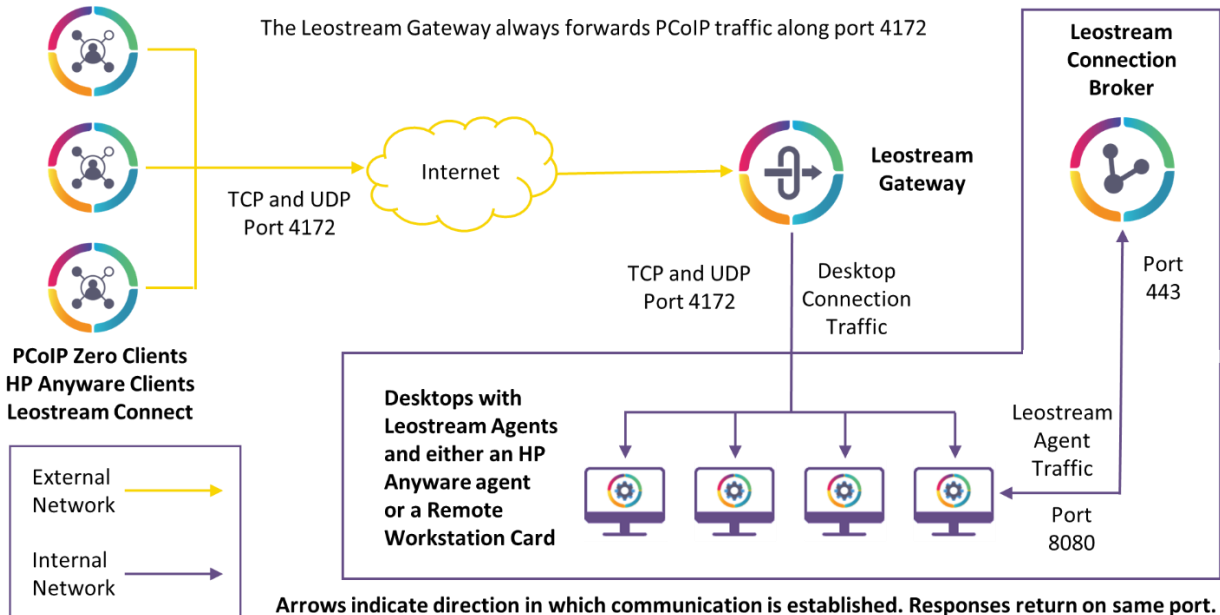 The Leostream Gateway always forwards PCoIP traffic along port 4172
Leostream
Connection
Broker
Internet
TCP and UDP
Port 4172
Leostream
Gateway
TCP and UDP
Port 4172
Desktop
Connection
Traffic
Port
443
PCoIP Zero Clients
HP Anyware Clients
Leostream Connect
Desktops with
Leostream Agents
and either an HP
Anyware agent
or a Remote
Workstation Card
Leostream
Agent
Traffic
Port
8080
External
Network
Internal
Network
Arrows indicate direction in which communication is established. Responses return on same port.